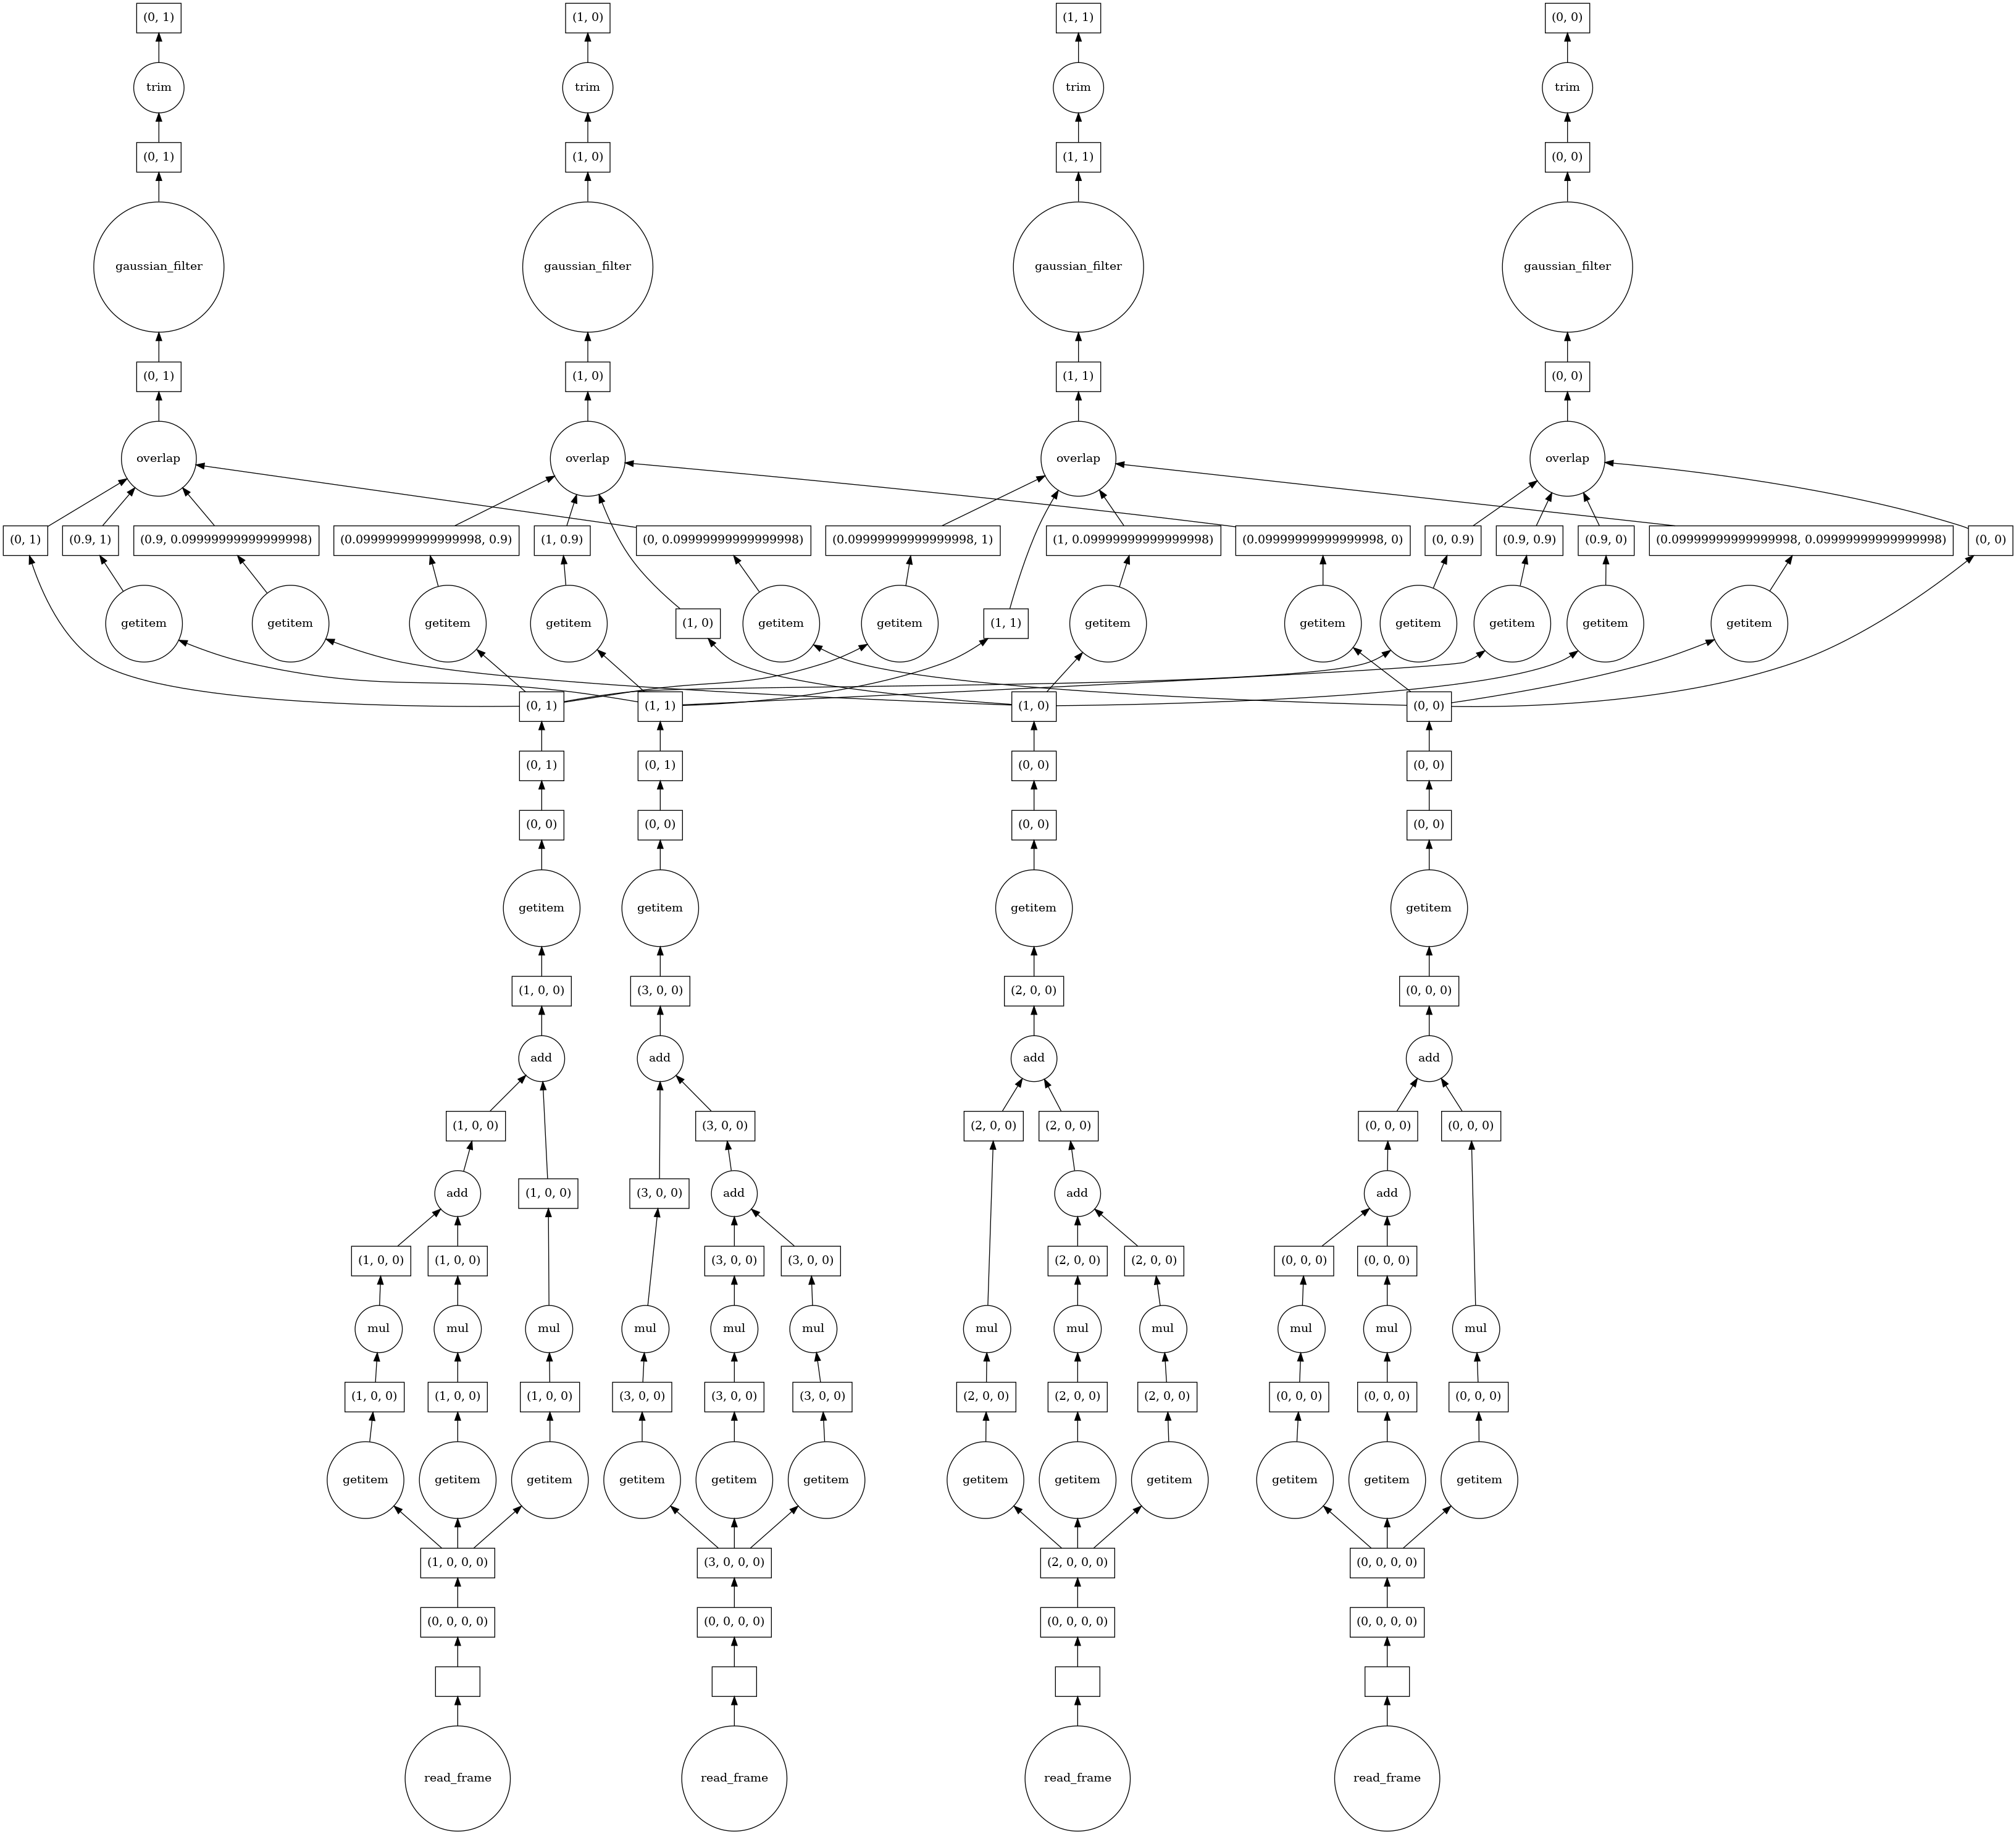 (0, 1)
(1, 0)
(1, 1)
(0, 0)
trim
trim
trim
trim
(0, 1)
(1, 0)
(1, 1)
(0, 0)
gaussian_filter
gaussian_filter
gaussian_filter
gaussian_filter
(0, 1)
(1, 0)
(1, 1)
(0, 0)
overlap
overlap
overlap
overlap
(0, 1)
(0.9, 1)
(0.9, 0.09999999999999998)
(0.09999999999999998, 0.9)
(1, 0.9)
(0, 0.09999999999999998)
(0.09999999999999998, 1)
(1, 0.09999999999999998)
(0.09999999999999998, 0)
(0, 0.9)
(0.9, 0.9)
(0.9, 0)
(0.09999999999999998, 0.09999999999999998)
(0, 0)
getitem
getitem
getitem
getitem
(1, 0)
getitem
getitem
(1, 1)
getitem
getitem
getitem
getitem
getitem
getitem
(0, 1)
(1, 1)
(1, 0)
(0, 0)
(0, 1)
(0, 1)
(0, 0)
(0, 0)
(0, 0)
(0, 0)
(0, 0)
(0, 0)
getitem
getitem
getitem
getitem
(1, 0, 0)
(3, 0, 0)
(2, 0, 0)
(0, 0, 0)
add
add
add
add
(1, 0, 0)
(3, 0, 0)
(2, 0, 0)
(2, 0, 0)
(0, 0, 0)
(0, 0, 0)
add
(1, 0, 0)
(3, 0, 0)
add
add
add
(1, 0, 0)
(1, 0, 0)
(3, 0, 0)
(3, 0, 0)
(2, 0, 0)
(2, 0, 0)
(0, 0, 0)
(0, 0, 0)
mul
mul
mul
mul
mul
mul
mul
mul
mul
mul
mul
mul
(1, 0, 0)
(1, 0, 0)
(1, 0, 0)
(3, 0, 0)
(3, 0, 0)
(3, 0, 0)
(2, 0, 0)
(2, 0, 0)
(2, 0, 0)
(0, 0, 0)
(0, 0, 0)
(0, 0, 0)
getitem
getitem
getitem
getitem
getitem
getitem
getitem
getitem
getitem
getitem
getitem
getitem
(1, 0, 0, 0)
(3, 0, 0, 0)
(2, 0, 0, 0)
(0, 0, 0, 0)
(0, 0, 0, 0)
(0, 0, 0, 0)
(0, 0, 0, 0)
(0, 0, 0, 0)
read_frame
read_frame
read_frame
read_frame